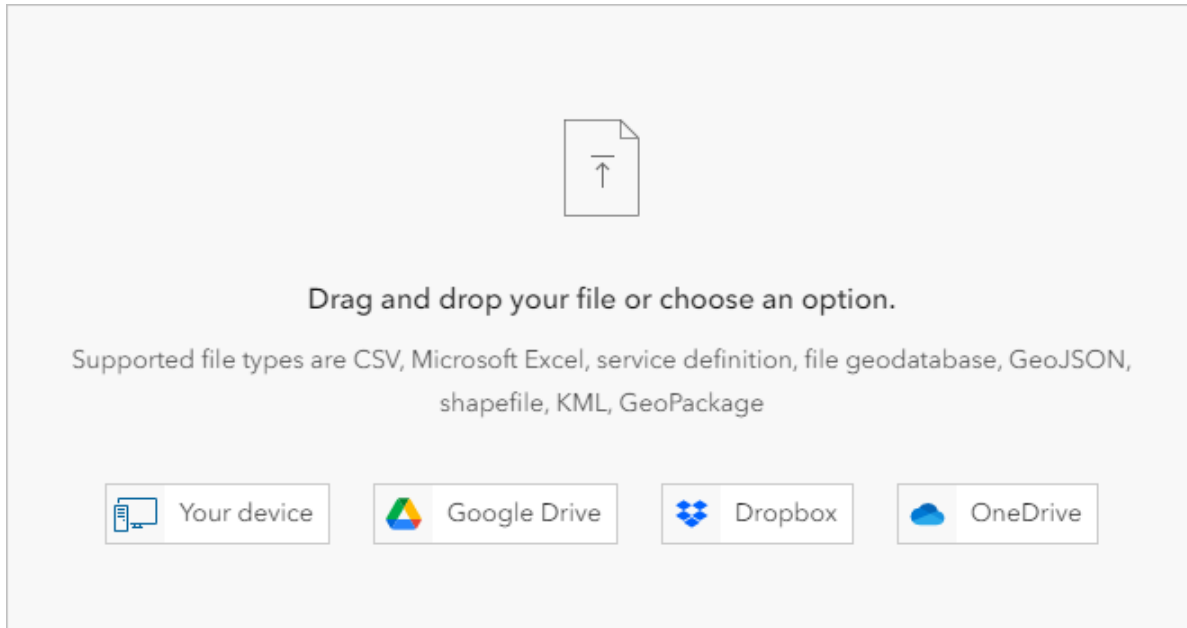 Drag and drop your file or choose an option.
Supported file types are CSV, Microsoft Excel, service definition, file geodatabase, GeoJSON,
shapefile, KML, GeoPackage
Your device
Google Drive
Dropbox
OneDrive